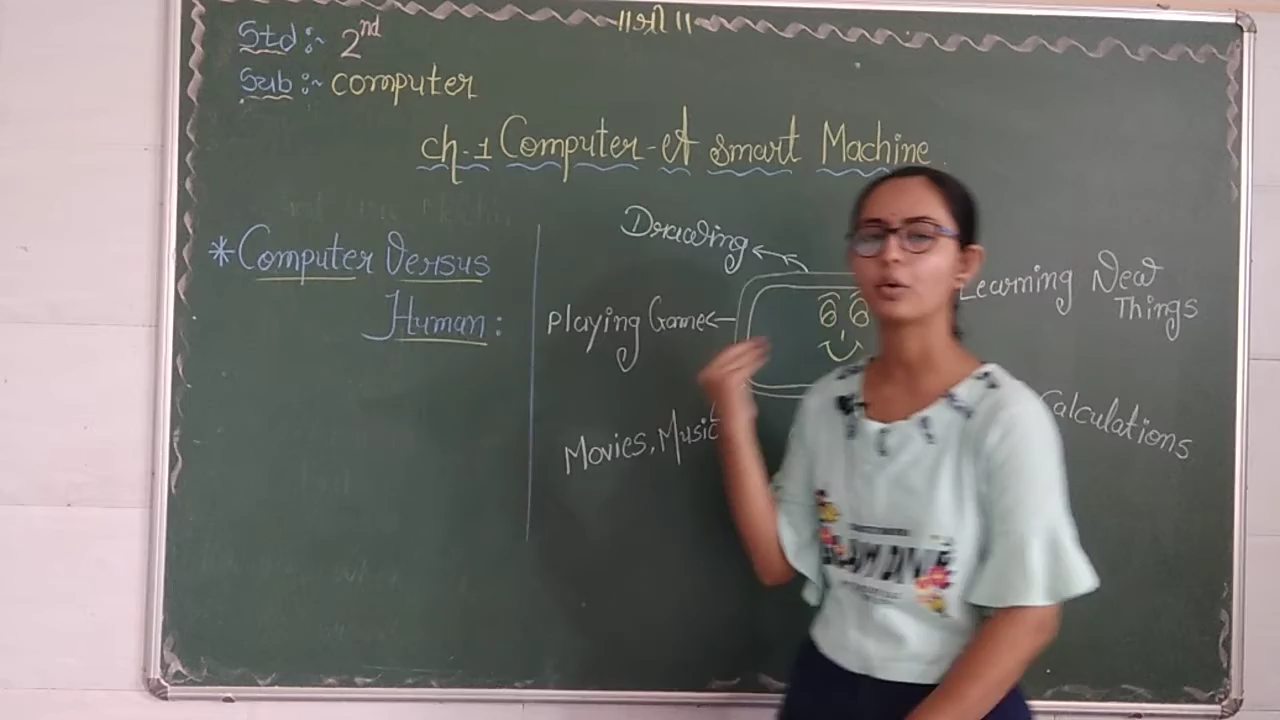 ॥श्री॥
Std :~ 2nd
Sub :~ computer
ch-1 Computer-A smart Machine
*Computer Versus
Human :
Drawing
Playing Game
Movies, Music
Learning New
Things
Calculations